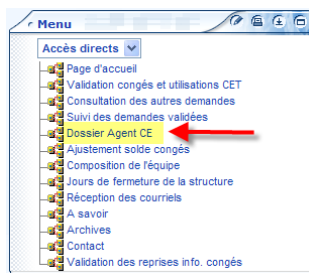 Menu
Accès directs
Page d'accueil
Validation congés et utilisations CET
Consultation des autres demandes
Suivi des demandes validées
Dossier Agent CE
Ajustement solde congés
Composition de l'équipe
Jours de fermeture de la structure
Réception des courriels
A savoir
Archives
Contact
Validation des reprises info. congés